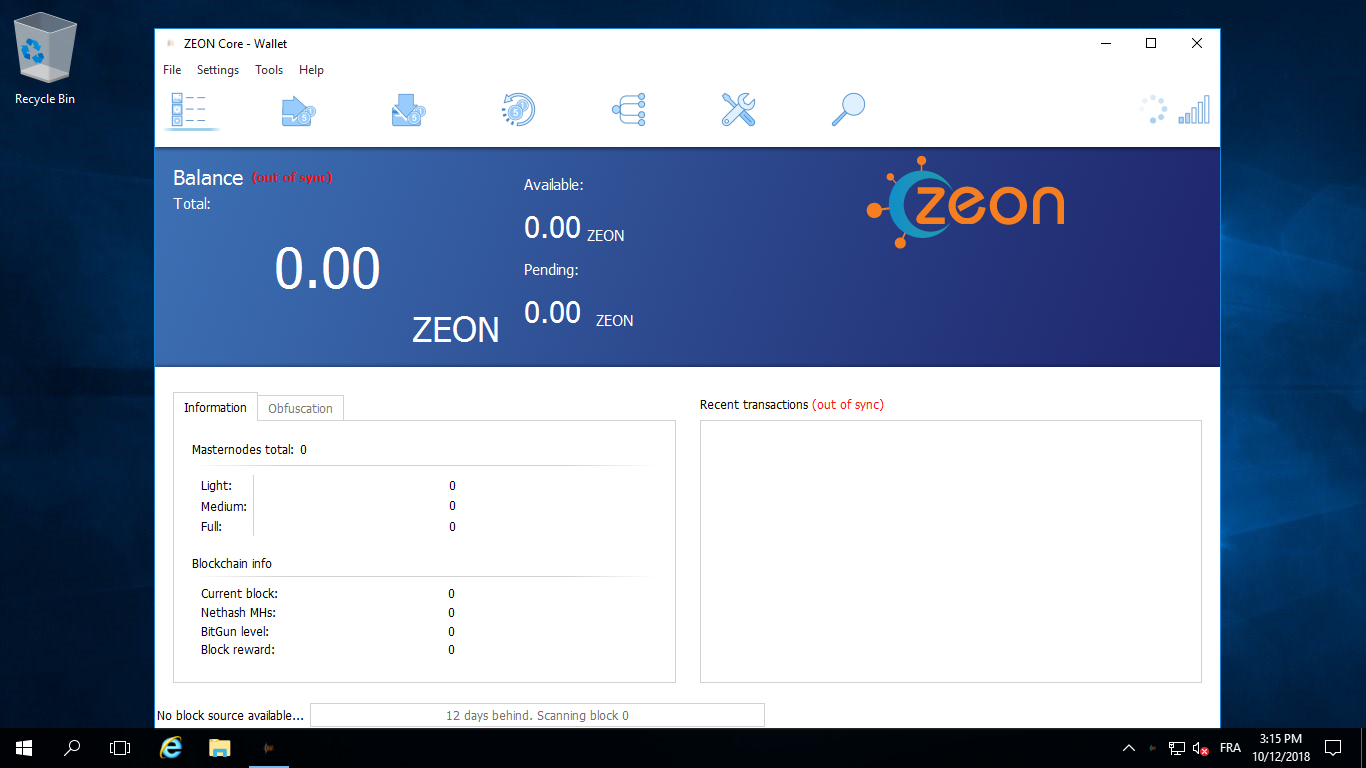 Recycle Bin
ZEON Core - Wallet
File Settings Tools Help
Balance (out of sync)
Total:
0.00
ZEON
Available:
0.00 ZEON
Pending:
0.00 ZEON
zeon
Information Obfuscation
Masternodes total: 0
Light: 0
Medium: 0
Full: 0
Blockchain info
Current block: 0
Nethash MHs: 0
BitGun level: 0
Block reward: 0
Recent transactions (out of sync)
No block source available... 12 days behind. Scanning block 0
FRA
3:15 PM
10/12/2018